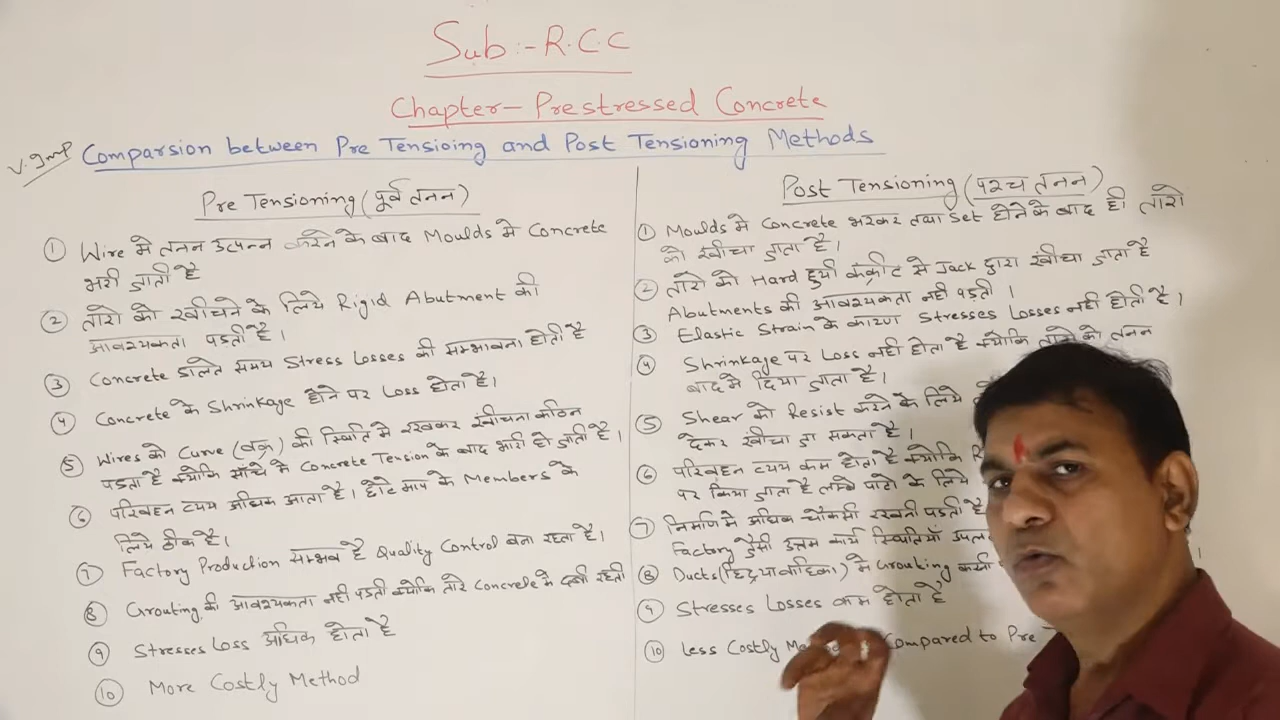 Sub:- R.C.C
Chapter- Prestressed Concrete
V.Imp Comparsion between Pre Tensioing and Post Tensioning Methods
Pre Tensioning (पूर्व तनन)
① Wire मे तनन उत्पन्न करने के बाद Moulds मे Concrete
भरी जाती है
② तारो को खींचने के लिये Rigid Abutment की
आवश्यकता पड़ती है।
③ Concrete डालते समय Stress Losses की सम्भावना होती है
④ Concrete के Shrinkage होने पर Loss होता है।
⑤ Wires को Curve (वक्र) की स्थिति मे रखकर खींचना कठिन
पड़ता है क्योकि साँचे मे Concrete Tension के बाद भरी हो जाती है।
⑥ परिवहन व्यय अधिक आता है। छोटे माप के Members के
लिये ठीक है।
⑦ Factory Production सम्भव है Quality Control बना रहता है।
⑧ Grouting की आवश्यकता नही पड़ती क्योकि तारे Concrete मे दबी रहती
⑨ Stresses Loss अधिक होता है
⑩ More Costly Method
Post Tensioning (पश्च तनन)
① Moulds मे Concrete भरकर तथा Set होने के बाद ही तारो
को खींचा जाता है।
② तारो को Hard हुयी कंक्रीट से Jack द्वारा खींचा जाता है
Abutments की आवश्यकता नही पड़ती।
③ Elastic Strain के कारण Stresses Losses नही होती है।
④ Shrinkage पर Loss नही होता है क्योकि तारो को तनन
बाद मे दिया जाता है।
⑤ Shear को Resist करने के लिये
देकर खींचा जा सकता है।
⑥ परिवहन व्यय कम होता है क्योकि
पर किया जाता है लम्बे पाटो के लिये
⑦ निर्माण मे अधिक चौकसी रखनी पड़ती है
Factory जैसी उत्तम कार्य स्थितियाँ
⑧ Ducts (छिद्र या वाहिका) मे Grouting करनी
⑨ Stresses Losses कम होता है
⑩ Less Costly Compared to Pre